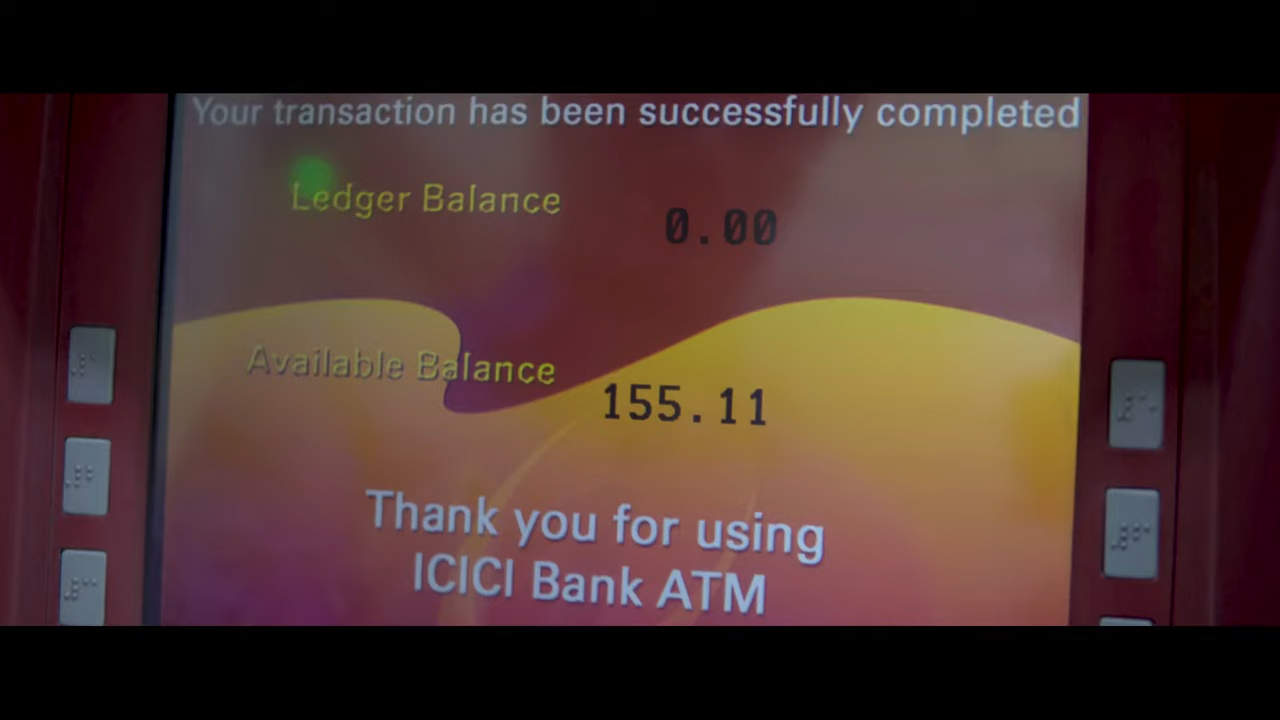 Your transaction has been successfully completed
Ledger Balance
0.00
Available Balance
155.11
Thank you for using
ICICI Bank ATM